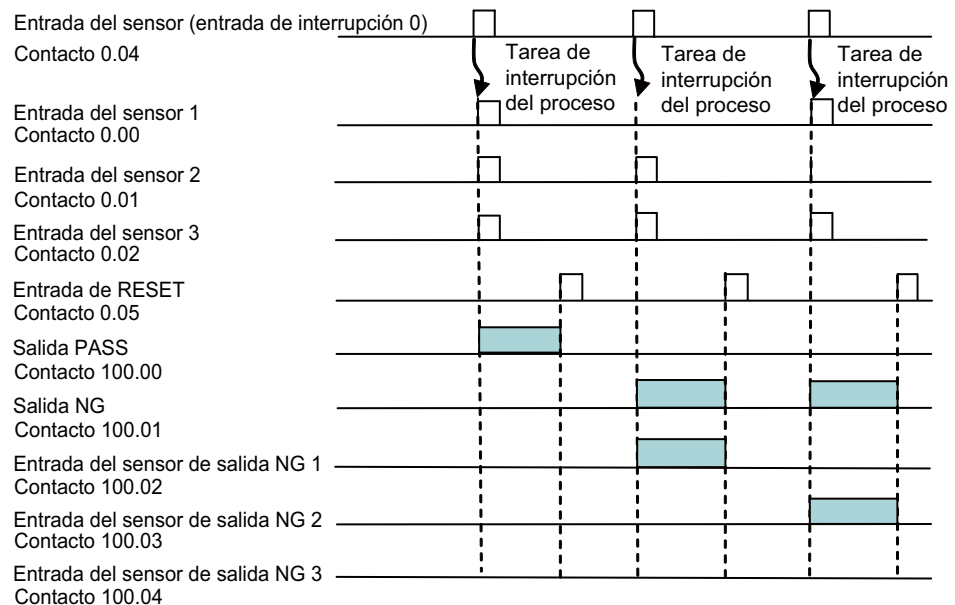 Entrada del sensor (entrada de interrupción 0)
Contacto 0.04
Tarea de
interrupción
del proceso
Tarea de
interrupción
del proceso
Tarea de
interrupción
del proceso
Entrada del sensor 1
Contacto 0.00
Entrada del sensor 2
Contacto 0.01
Entrada del sensor 3
Contacto 0.02
Entrada de RESET
Contacto 0.05
Salida PASS
Contacto 100.00
Salida NG
Contacto 100.01
Entrada del sensor de salida NG 1
Contacto 100.02
Entrada del sensor de salida NG 2
Contacto 100.03
Entrada del sensor de salida NG 3
Contacto 100.04